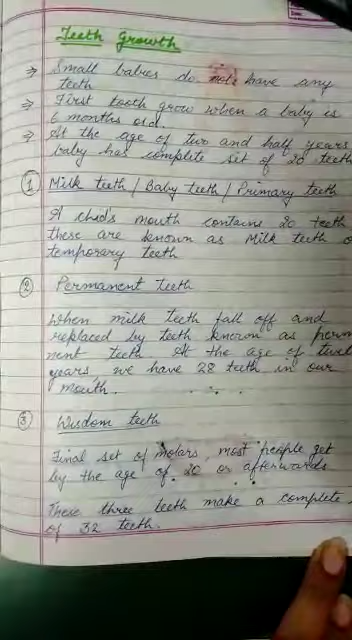 Teeth Growth
⇒ Small babies do not have any
teeth
⇒ First tooth grow when a baby is
6 months old.
⇒ At the age of two and half years
baby has complete set of 20 teeth
① Milk teeth / Baby teeth / Primary teeth
A child's mouth contains 20 teeth
these are known as Milk teeth
temporary teeth
② Permanent teeth
When milk teeth fall off and
replaced by teeth known as perm
nent teeth At the age of
years, we have 28 teeth in our
mouth.
③ Wisdom teeth
Final set of molars, most people get
by the age of 20 or afterwards
These three teeth make a complete
of 32 teeth.